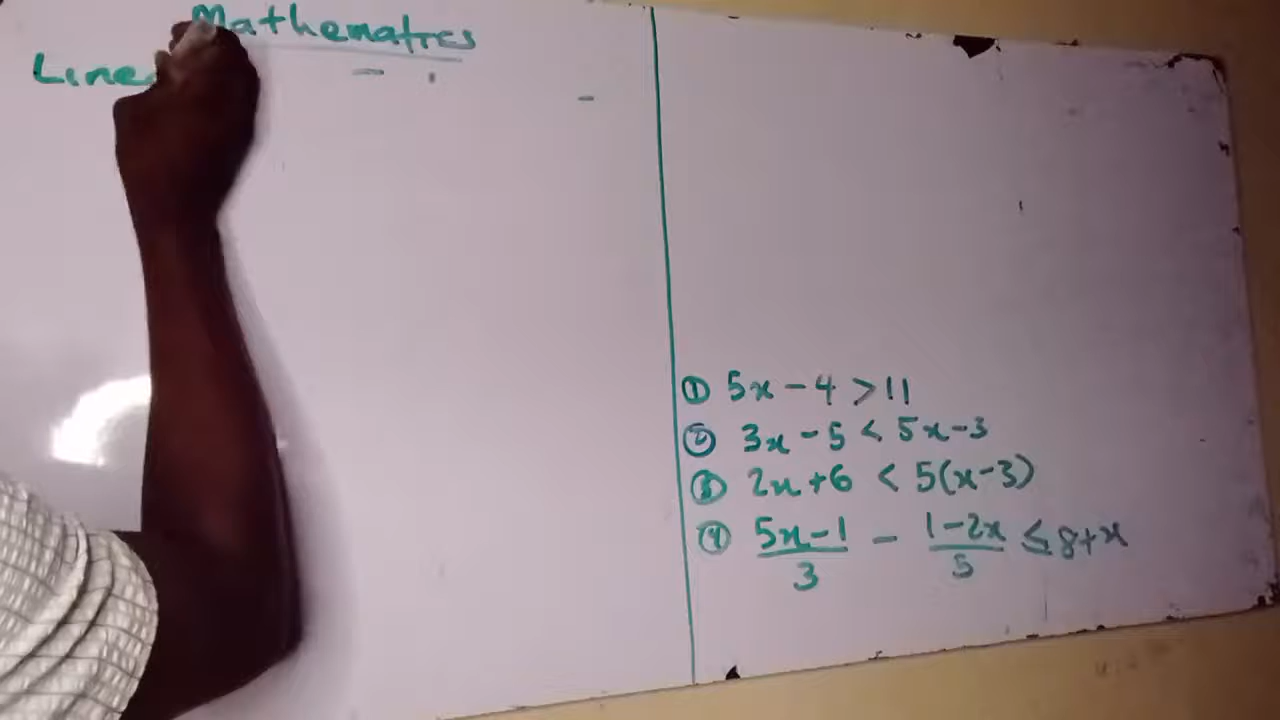 Mathematics
Line
① 5x - 4 > 11
② 3x - 5 < 5x - 3
③ 2x + 6 < 5(x - 3)
④ 5x - 1 / 3 - 1 - 2x / 5 ≤ 8 + x